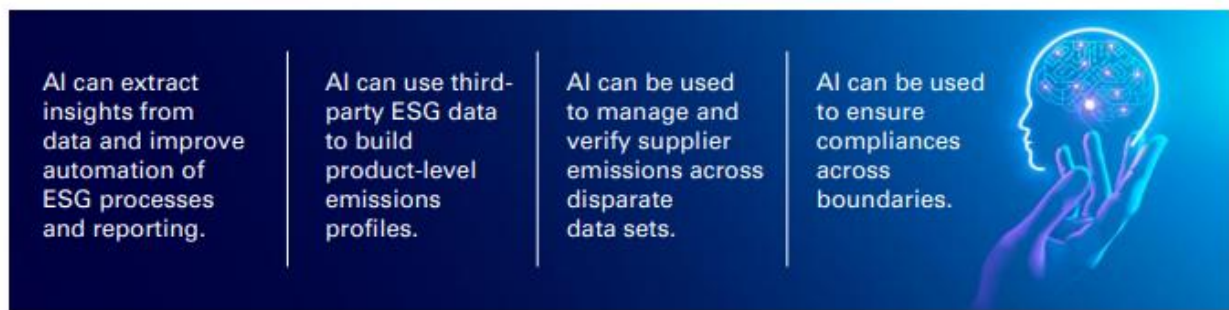 AI can extract
insights from
data and improve
automation of
ESG processes
and reporting.
AI can use third-
party ESG data
to build
product-level
emissions
profiles.
AI can be used
to manage and
verify supplier
emissions across
disparate
data sets.
AI can be used
to ensure
compliances
across
boundaries.